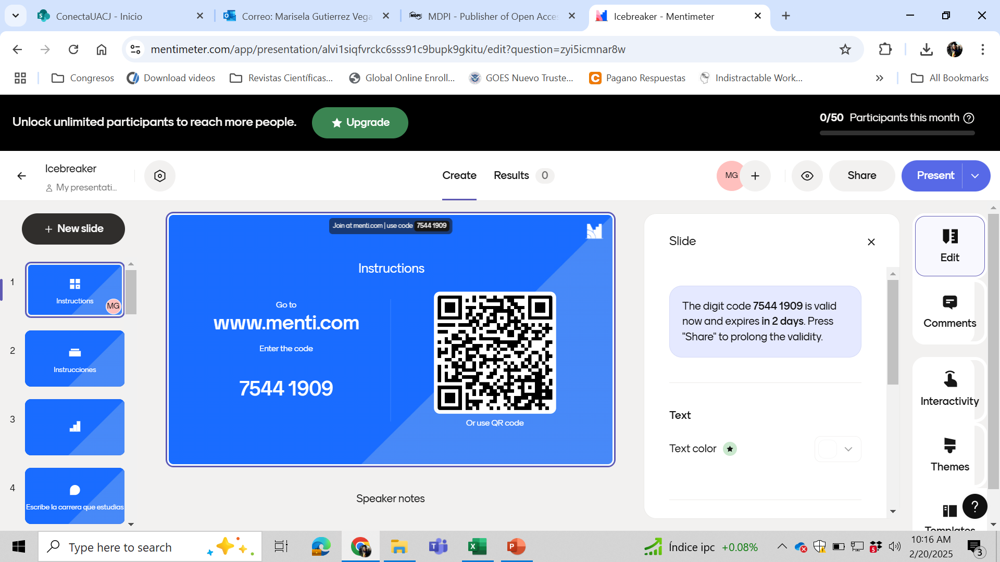 ConectaUACJ - Inicio
Correo: Marisela Gutierrez Vega
MDPI - Publisher of Open Acces
Icebreaker - Mentimeter
mentimeter.com/app/presentation/alvi1siqfvrckc6sss91c9bupk9gkitu/edit?question=zyi5icmnar8w
Congresos
Download videos
Revistas Científicas...
Global Online Enroll...
GOES Nuevo Truste...
Pagano Respuestas
Indistractable Work...
All Bookmarks
Unlock unlimited participants to reach more people.
Upgrade
0/50 Participants this month
Icebreaker
My presentati...
Create
Results 0
MG
Share
Present
New slide
1
Instructions
MG
2
Instrucciones
3
4
Escribe la carrera que estudias
Join at menti.com | use code 7544 1909
Instructions
Go to
www.menti.com
Enter the code
7544 1909
Or use QR code
Speaker notes
Slide
The digit code 7544 1909 is valid
now and expires in 2 days. Press
"Share" to prolong the validity.
Text
Text color
Edit
Comments
Interactivity
Themes
Templates
?
Type here to search
Índice ipc +0.08%
5
10:16 AM
2/20/2025
3